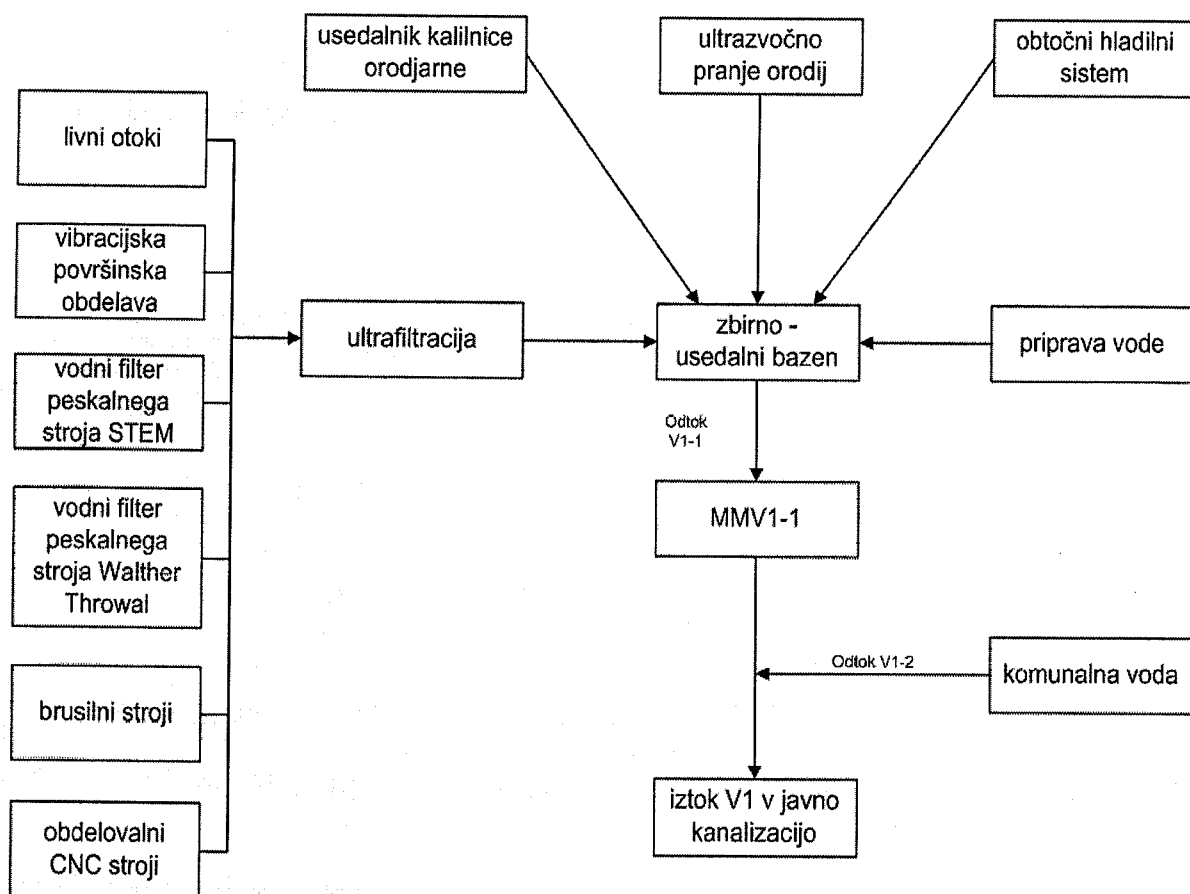 usedalnik kalilnice
orodjarne
ultrazvočno
pranje orodij
obtočni hladilni
sistem
livni otoki
vibracijska
površinska
obdelava
vodni filter
peskalnega
stroja STEM
vodni filter
peskalnega
stroja Walther
Throwal
brusilni stroji
obdelovalni
CNC stroji
ultrafiltracija
zbirno -
usedalni bazen
priprava vode
Odtok
V1-1
MMV1-1
Odtok V1-2
komunalna voda
iztok V1 v javno
kanalizacijo